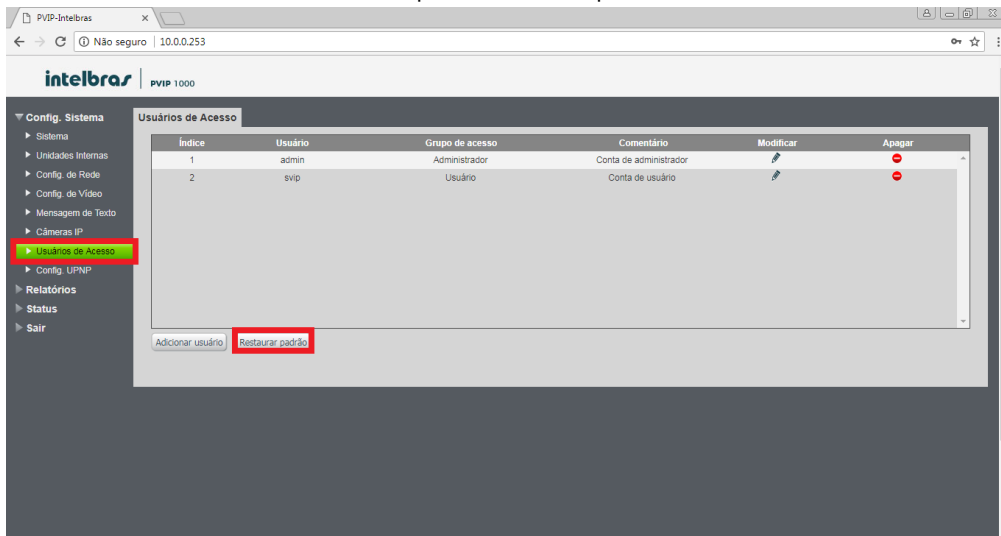 PVIP-Intelbras
Não seguro | 10.0.0.253
intelbras | PVIP 1000
Config. Sistema
Sistema
Unidades Internas
Config. de Rede
Config. de Vídeo
Mensagem de Texto
Câmeras IP
Usuários de Acesso
Config. UPNP
Relatórios
Status
Sair
Usuários de Acesso
Índice Usuário Grupo de acesso Comentário Modificar Apagar
1 admin Administrador Conta de administrador
2 svip Usuário Conta de usuário
Adicionar usuário Restaurar padrão